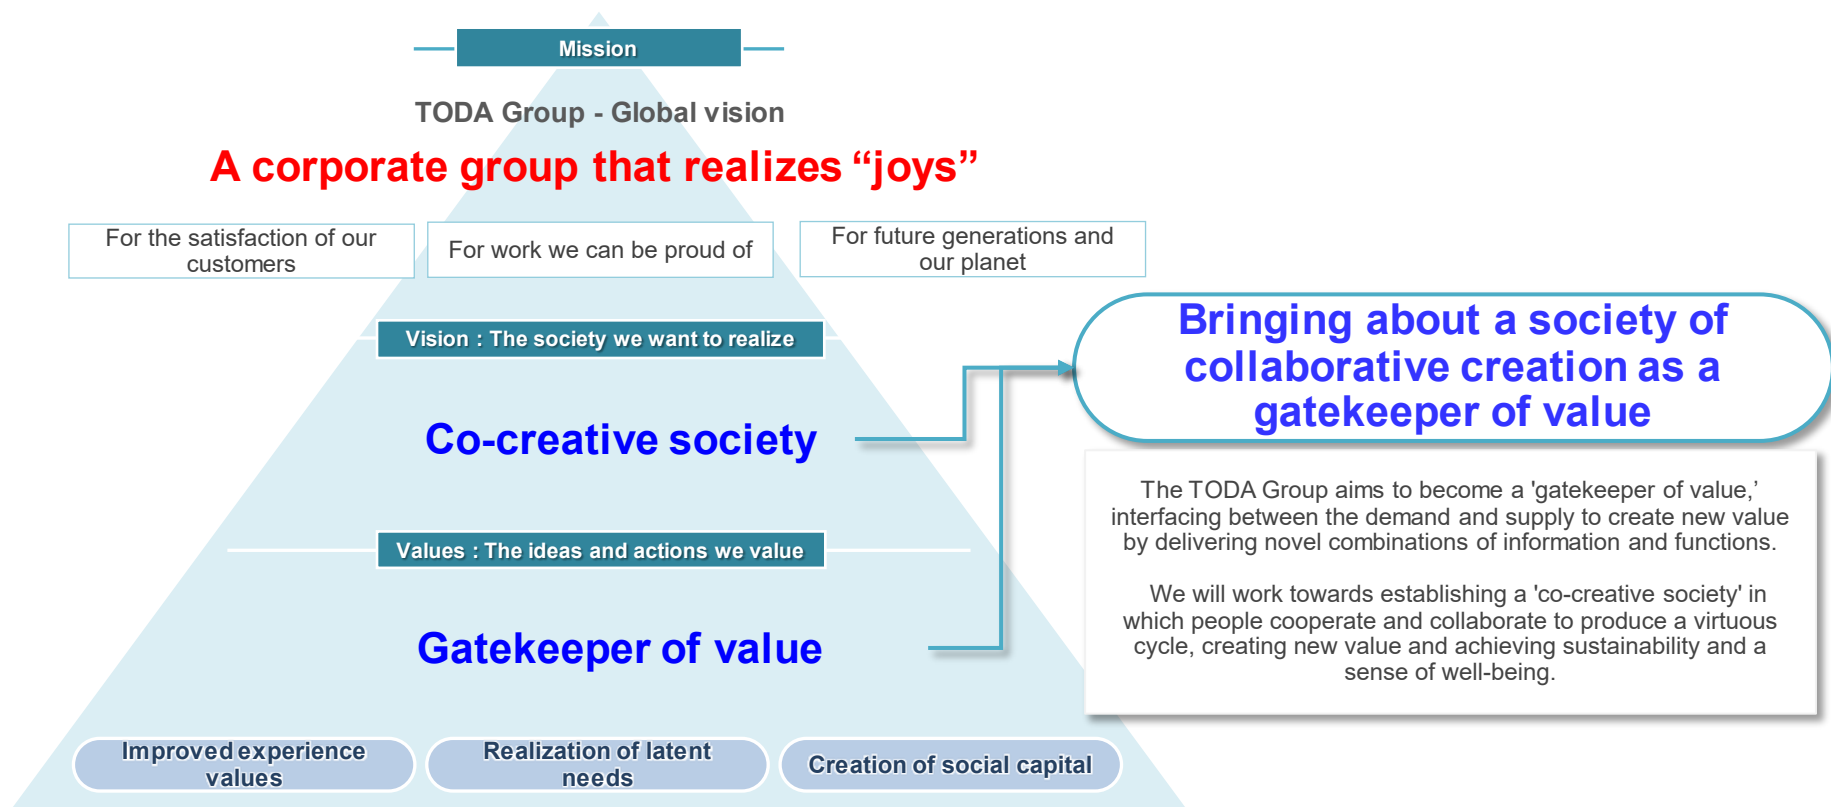 Mission
TODA Group - Global vision
A corporate group that realizes “joys”
For the satisfaction of our
customers
For work we can be proud of
For future generations and
our planet
Vision : The society we want to realize
Co-creative society
Values : The ideas and actions we value
Gatekeeper of value
Improved experience
values
Realization of latent
needs
Creation of social capital
Bringing about a society of
collaborative creation as a
gatekeeper of value
The TODA Group aims to become a 'gatekeeper of value,’
interfacing between the demand and supply to create new value
by delivering novel combinations of information and functions.
We will work towards establishing a 'co-creative society' in
which people cooperate and collaborate to produce a virtuous
cycle, creating new value and achieving sustainability and a
sense of well-being.